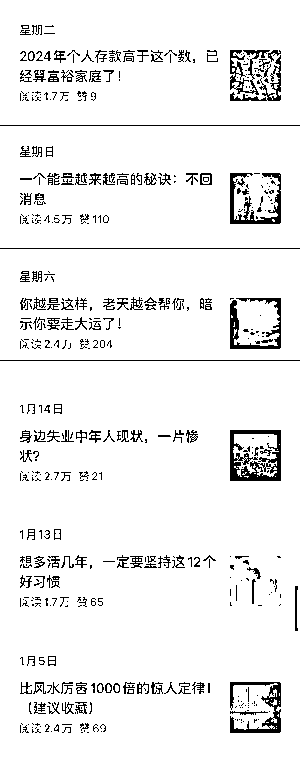 星期二
2024年个人存款高于这个数，已
经算富裕家庭了！
阅读1.7万 赞9
星期日
一个能量越来越高的秘诀：不回
消息
阅读4.5万 赞110
星期六
你越是这样，老天越会帮你，暗
示你要走大运了！
阅读2.4万 赞204
1月14日
身边失业中年人现状，一片惨
状？
阅读2.7万 赞21
1月13日
想多活几年，一定要坚持这12个
好习惯
阅读1.7万 赞65
1月5日
比风水厉害1000倍的惊人定律！
（建议收藏）
阅读2.4万 赞69